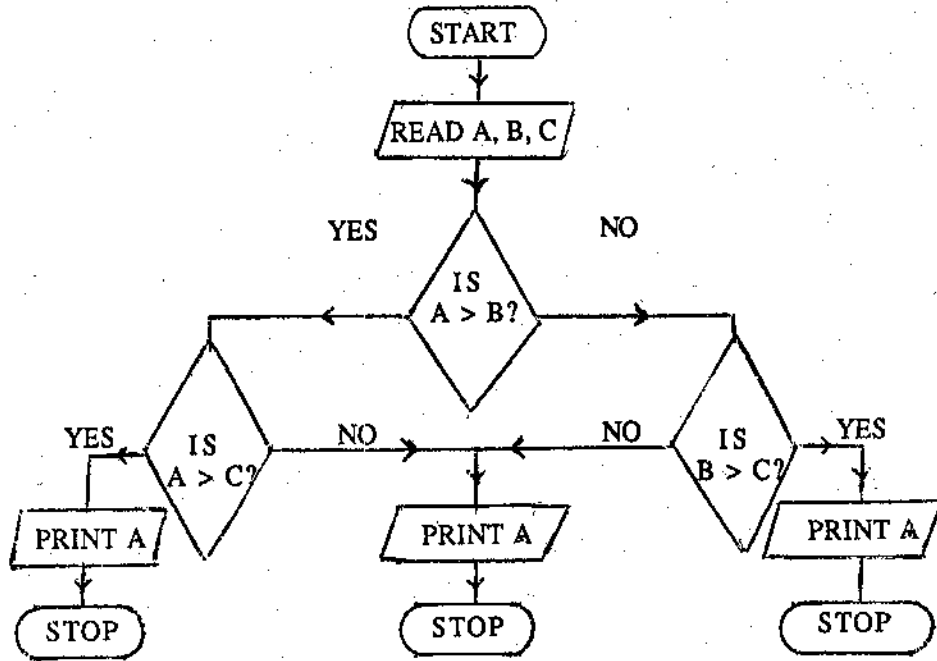 START
READ A, B, C
YES
NO
IS
A > B?
YES
IS
A > C?
NO
NO
IS
B > C?
YES
PRINT A
PRINT A
PRINT A
STOP
STOP
STOP